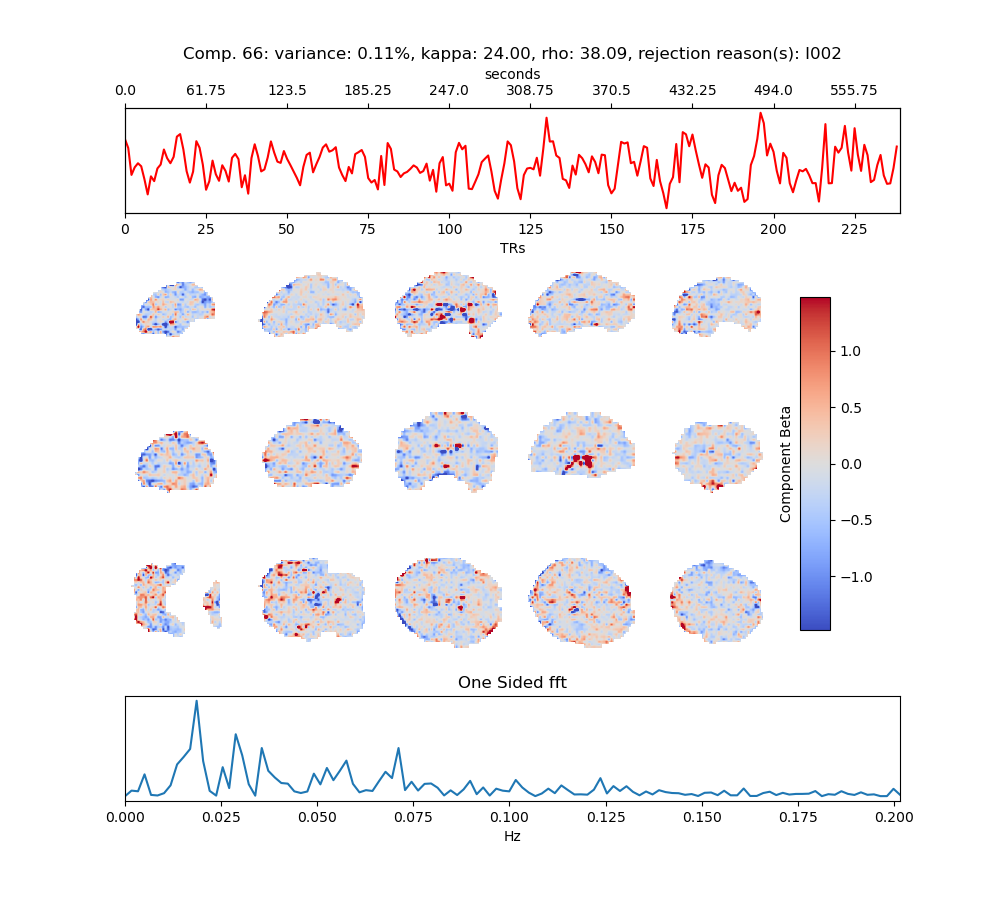 Comp. 66: variance: 0.11%, kappa: 24.00, rho: 38.09, rejection reason(s): I002
seconds
0.0 61.75 123.5 185.25 247.0 308.75 370.5 432.25 494.0 555.75
0 25 50 75 100 125 150 175 200 225
TRs
1.0
0.5
0.0
−0.5
−1.0
Component Beta
One Sided fft
0.000 0.025 0.050 0.075 0.100 0.125 0.150 0.175 0.200
Hz